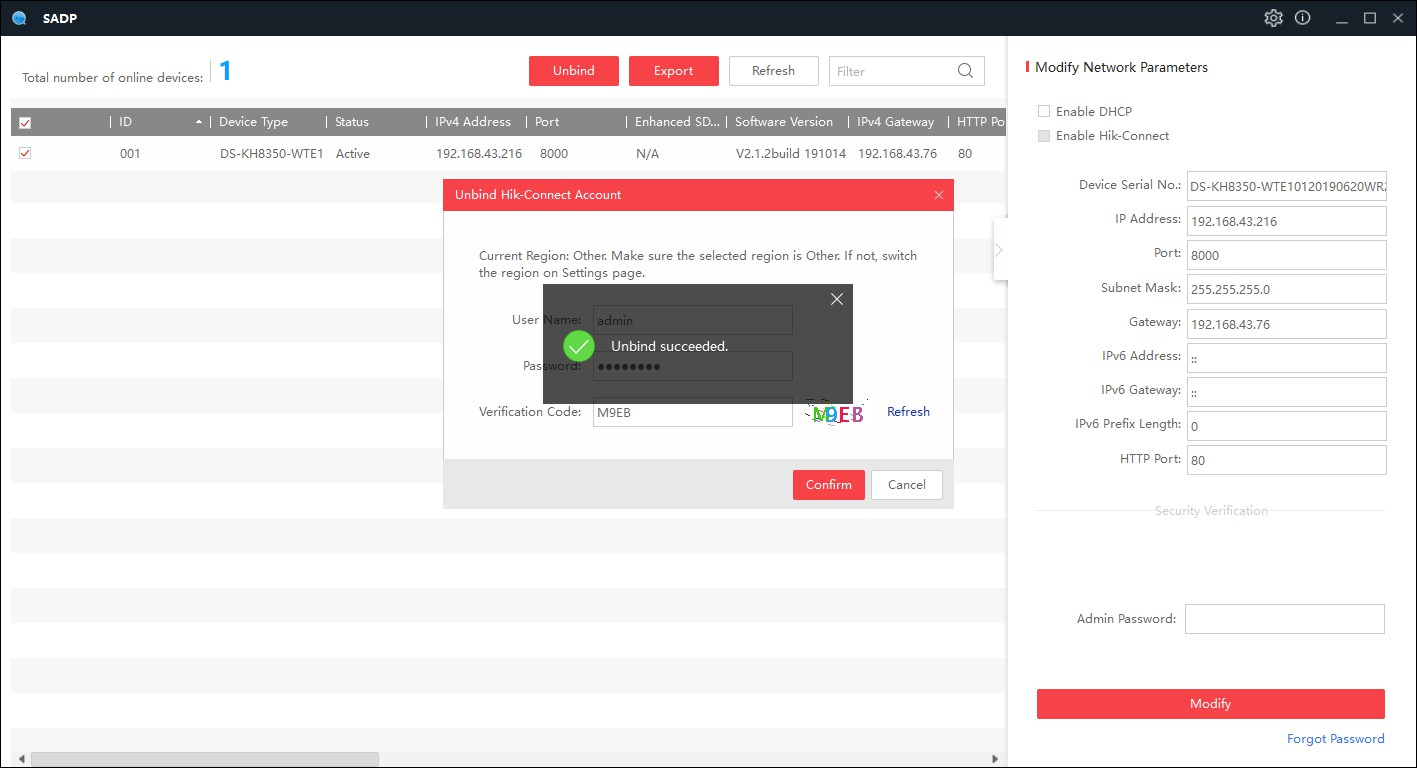 SADP
Total number of online devices: 1
Unbind
Export
Refresh
Filter
ID
Device Type
Status
IPv4 Address
Port
Enhanced SD...
Software Version
IPv4 Gateway
HTTP Po
001
DS-KH8350-WTE1
Active
192.168.43.216
8000
N/A
V2.1.2build 191014
192.168.43.76
80
Unbind Hik-Connect Account
Current Region: Other. Make sure the selected region is Other. If not, switch
the region on Settings page.
User Name: admin
Unbind succeeded.
Password: ●●●●●●●●
Verification Code: M9EB
M9EB
Refresh
Confirm
Cancel
Modify Network Parameters
Enable DHCP
Enable Hik-Connect
Device Serial No.: DS-KH8350-WTE10120190620WR
IP Address: 192.168.43.216
Port: 8000
Subnet Mask: 255.255.255.0
Gateway: 192.168.43.76
IPv6 Address: ::
IPv6 Gateway: ::
IPv6 Prefix Length: 0
HTTP Port: 80
Security Verification
Admin Password:
Modify
Forgot Password